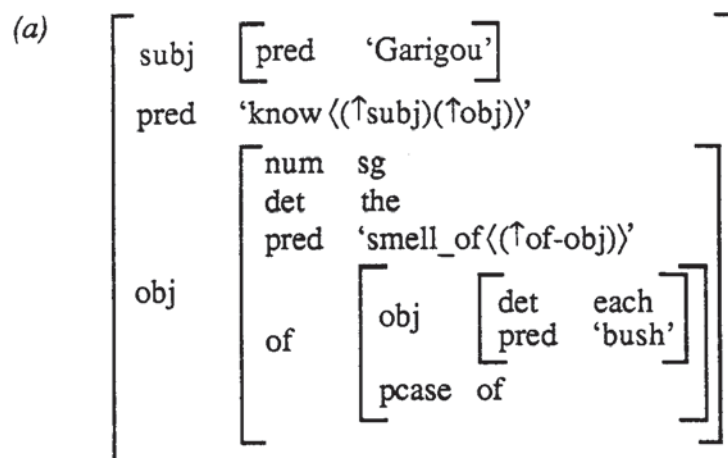 (a)
subj [pred ‘Garigou’]
pred ‘know⟨(↑subj)(↑obj)⟩’
num sg
det the
pred ‘smell_of⟨(↑of-obj)⟩’
obj
det each
obj
pred ‘bush’
of
pcase of